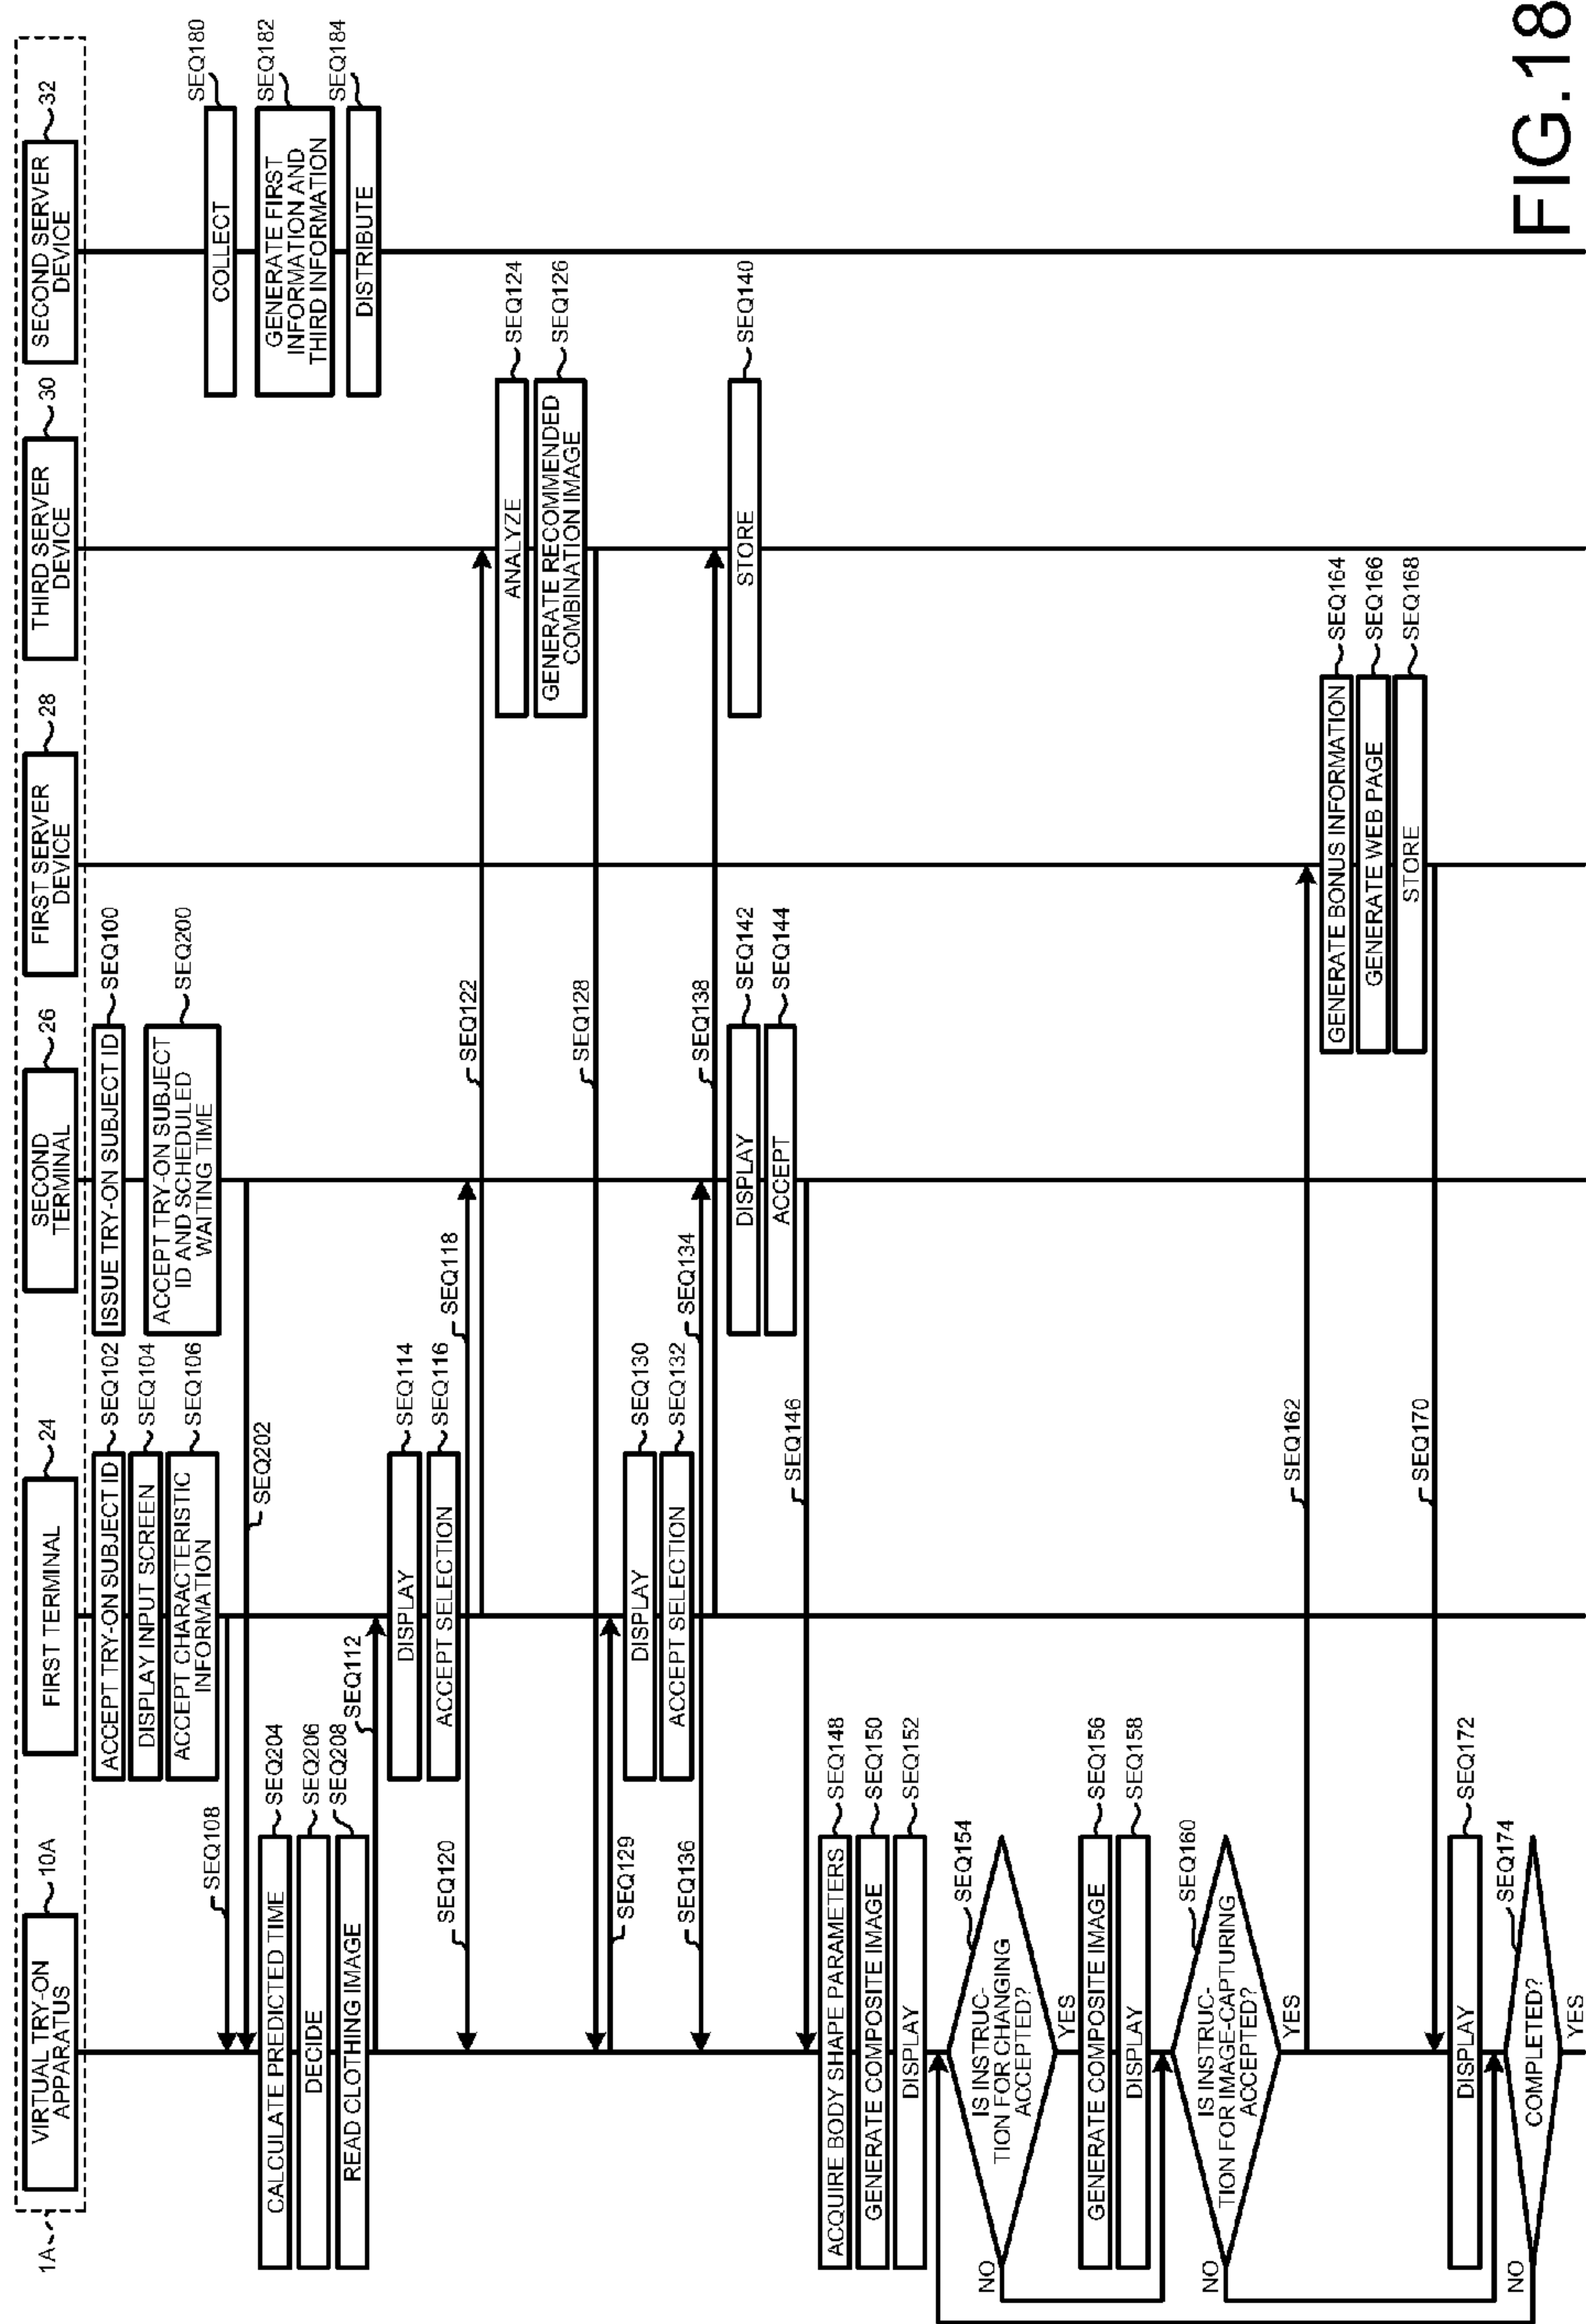 1A
VIRTUAL TRY-ON
APPARATUS
10A
FIRST TERMINAL
24
SECOND
TERMINAL
26
FIRST SERVER
DEVICE
28
THIRD SERVER
DEVICE
30
SECOND SERVER
DEVICE
32
ACCEPT TRY-ON SUBJECT ID
SEQ102
ISSUE TRY-ON SUBJECT ID
SEQ100
DISPLAY INPUT SCREEN
SEQ104
ACCEPT CHARACTERISTIC
INFORMATION
SEQ106
ACCEPT TRY-ON SUBJECT
ID AND SCHEDULED
WAITING TIME
SEQ200
COLLECT
SEQ180
GENERATE FIRST
INFORMATION AND
THIRD INFORMATION
SEQ182
DISTRIBUTE
SEQ184
SEQ108
SEQ202
CALCULATE PREDICTED TIME
SEQ204
DECIDE
SEQ206
READ CLOTHING IMAGE
SEQ208
SEQ112
DISPLAY
SEQ114
ACCEPT SELECTION
SEQ116
SEQ120
SEQ118
SEQ122
ANALYZE
SEQ124
GENERATE RECOMMENDED
COMBINATION IMAGE
SEQ126
SEQ128
SEQ129
DISPLAY
SEQ130
ACCEPT SELECTION
SEQ132
SEQ136
SEQ134
SEQ138
STORE
SEQ140
DISPLAY
SEQ142
ACCEPT
SEQ144
SEQ146
ACQUIRE BODY SHAPE PARAMETERS
SEQ148
GENERATE COMPOSITE IMAGE
SEQ150
DISPLAY
SEQ152
IS INSTRUC-
TION FOR CHANGING
ACCEPTED?
SEQ154
NO
YES
GENERATE COMPOSITE IMAGE
SEQ156
DISPLAY
SEQ158
IS INSTRUC-
TION FOR IMAGE-CAPTURING
ACCEPTED?
SEQ160
NO
YES
SEQ162
GENERATE BONUS INFORMATION
SEQ164
GENERATE WEB PAGE
SEQ166
STORE
SEQ168
SEQ170
DISPLAY
SEQ172
COMPLETED?
SEQ174
NO
YES
FIG.18